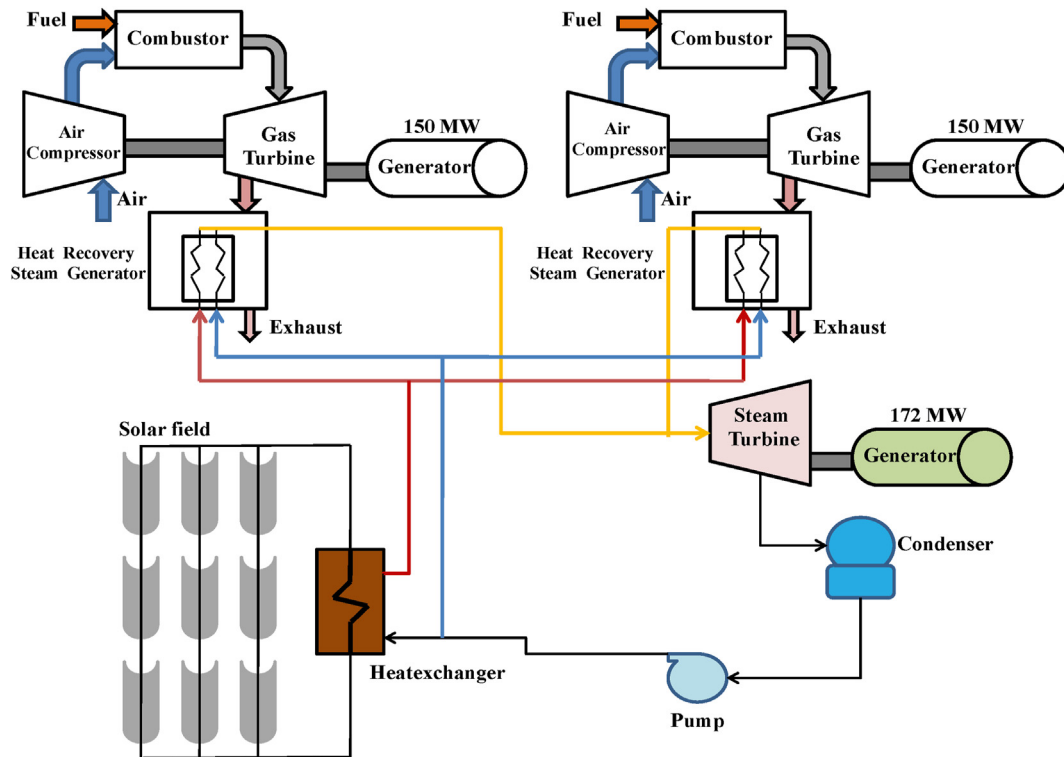 Fuel
Combustor
Air
Compressor
Gas
Turbine
150 MW
Generator
Air
Heat Recovery
Steam Generator
Exhaust
Fuel
Combustor
Air
Compressor
Gas
Turbine
150 MW
Generator
Air
Heat Recovery
Steam Generator
Exhaust
Solar field
Steam
Turbine
172 MW
Generator
Condenser
Heatexchanger
Pump